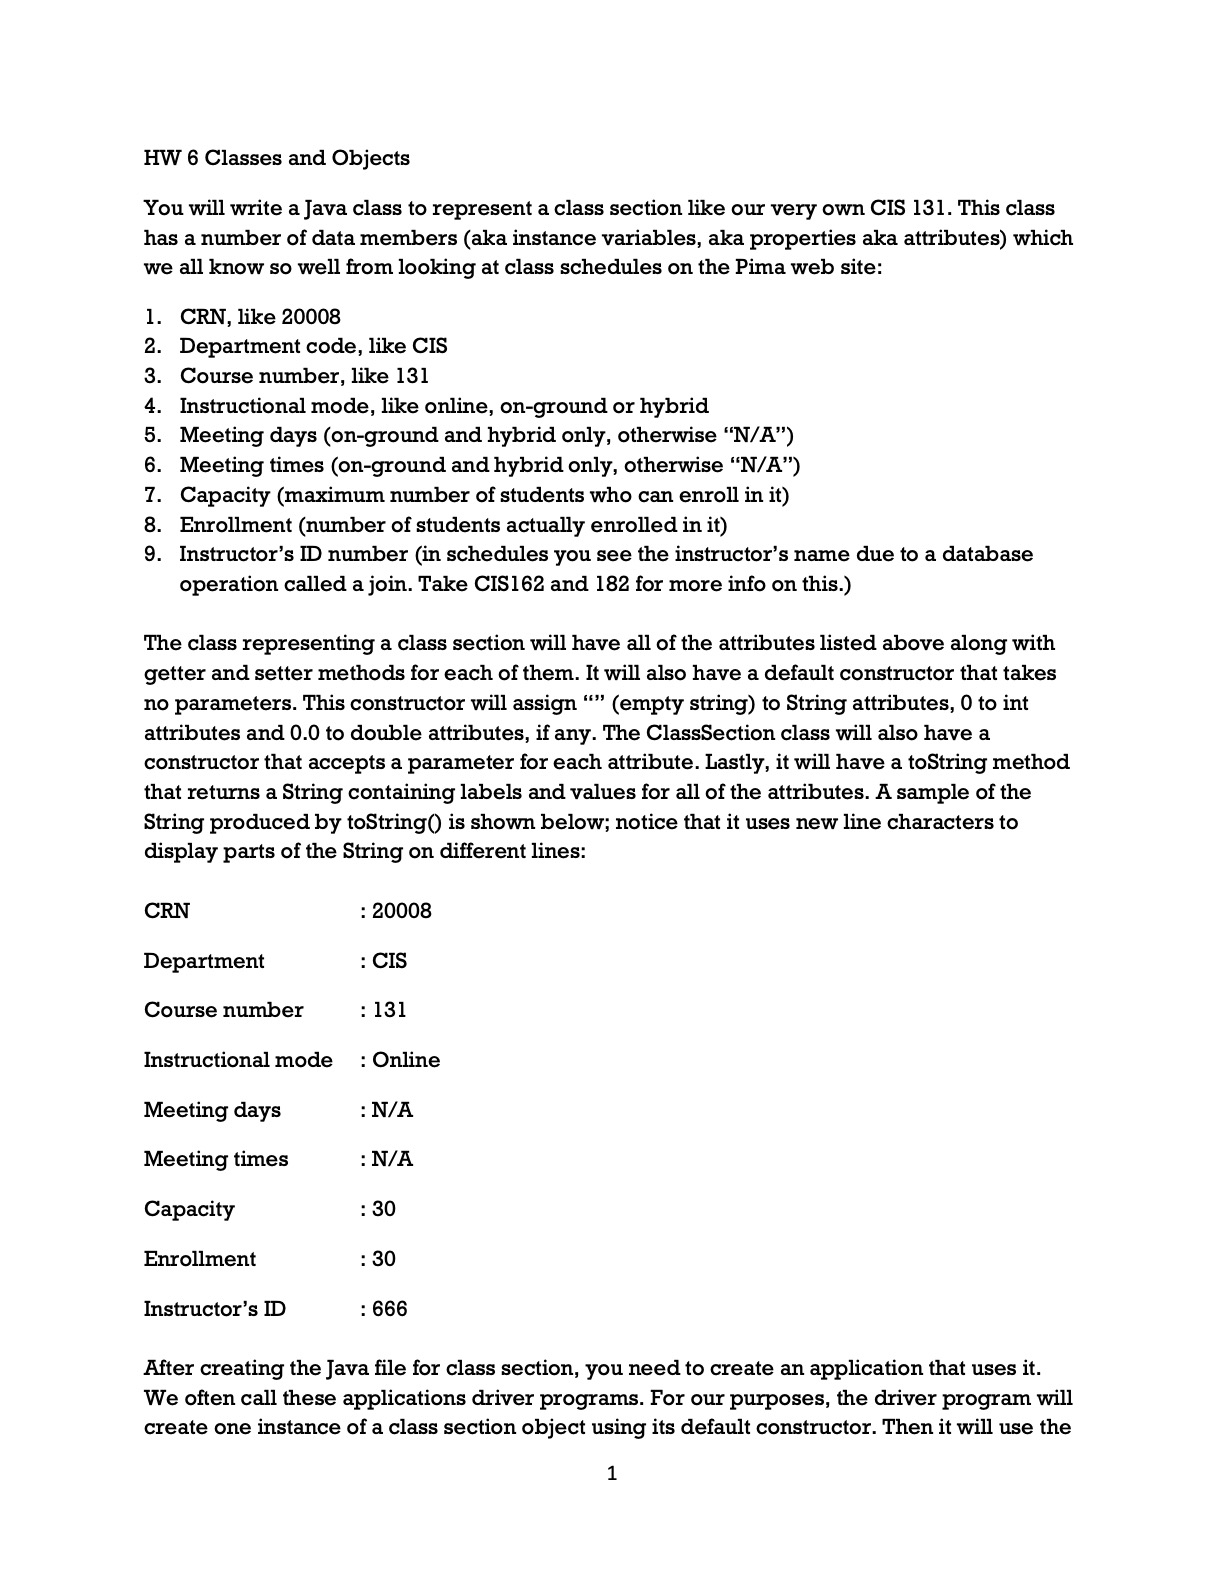 HW 6 Classes and Objects
You will write a Java class to represent a class section like our very own CIS 131. This class
has a number of data members (aka instance variables, aka properties aka attributes) which
we all know so well from looking at class schedules on the Pima web site:
1. CRN, like 20008
2. Department code, like CIS
3. Course number, like 131
4. Instructional mode, like online, on-ground or hybrid
5. Meeting days (on-ground and hybrid only, otherwise “N/A”)
6. Meeting times (on-ground and hybrid only, otherwise “N/A”)
7. Capacity (maximum number of students who can enroll in it)
8. Enrollment (number of students actually enrolled in it)
9. Instructor’s ID number (in schedules you see the instructor’s name due to a database
operation called a join. Take CIS162 and 182 for more info on this.)
The class representing a class section will have all of the attributes listed above along with
getter and setter methods for each of them. It will also have a default constructor that takes
no parameters. This constructor will assign “” (empty string) to String attributes, 0 to int
attributes and 0.0 to double attributes, if any. The ClassSection class will also have a
constructor that accepts a parameter for each attribute. Lastly, it will have a toString method
that returns a String containing labels and values for all of the attributes. A sample of the
String produced by toString() is shown below; notice that it uses new line characters to
display parts of the String on different lines:
CRN : 20008
Department : CIS
Course number : 131
Instructional mode : Online
Meeting days : N/A
Meeting times : N/A
Capacity : 30
Enrollment : 30
Instructor’s ID : 666
After creating the Java file for class section, you need to create an application that uses it.
We often call these applications driver programs. For our purposes, the driver program will
create one instance of a class section object using its default constructor. Then it will use the
1